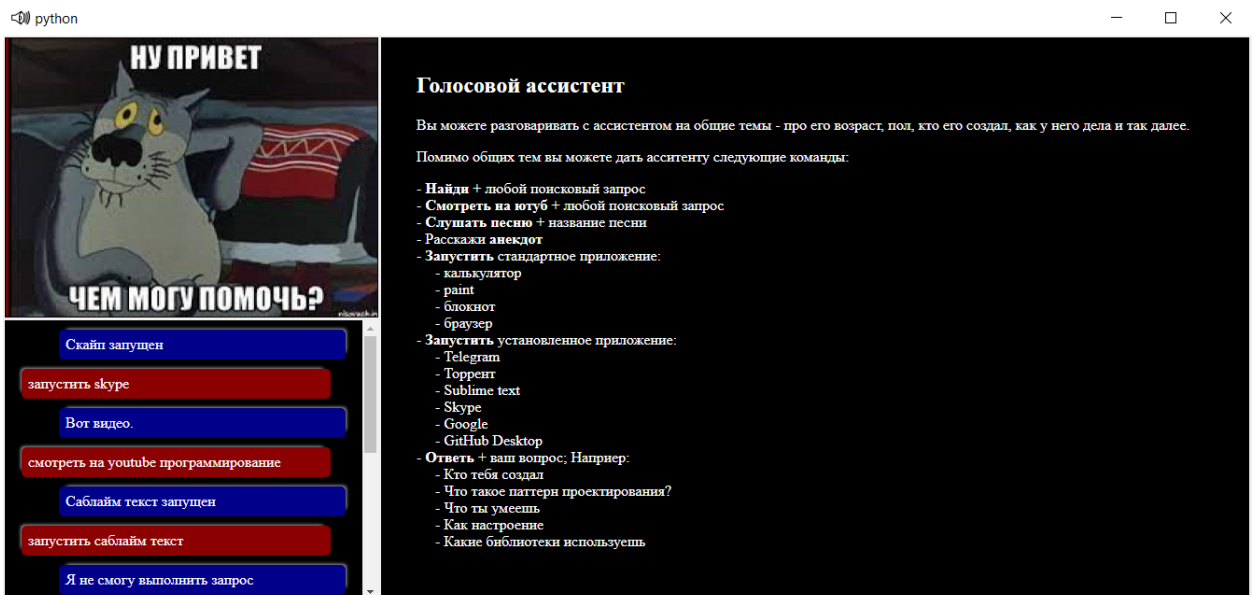 python
НУ ПРИВЕТ
ЧЕМ МОГУ ПОМОЧЬ?
risovach.ru
Скайп запущен
запустить skype
Вот видео.
смотреть на youtube программирование
Саблайм текст запущен
запустить саблайм текст
Я не смогу выполнить запрос
Голосовой ассистент
Вы можете разговаривать с ассистентом на общие темы - про его возраст, пол, кто его создал, как у него дела и так далее.
Помимо общих тем вы можете дать асситенту следующие команды:
- Найди + любой поисковый запрос
- Смотреть на ютуб + любой поисковый запрос
- Слушать песню + название песни
- Расскажи анекдот
- Запустить стандартное приложение:
- калькулятор
- paint
- блокнот
- браузер
- Запустить установленное приложение:
- Telegram
- Торрент
- Sublime text
- Skype
- Google
- GitHub Desktop
- Ответь + ваш вопрос; Наприер:
- Кто тебя создал
- Что такое паттерн проектирования?
- Что ты умеешь
- Как настроение
- Какие библиотеки используешь